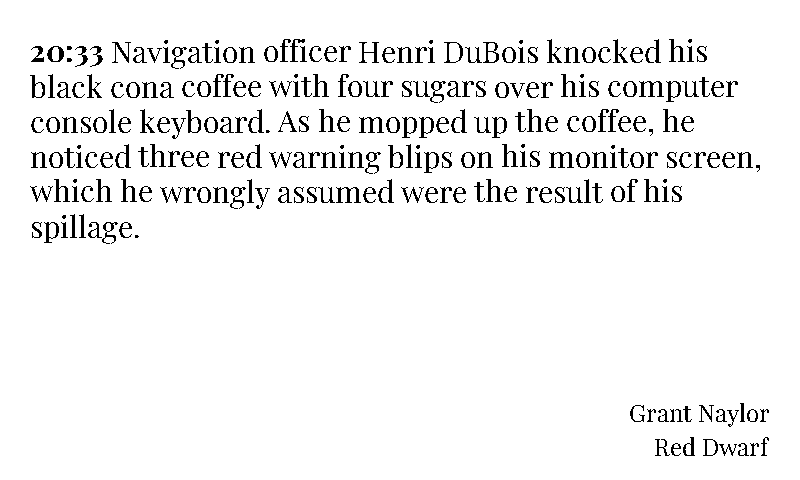 20:33 Navigation officer Henri DuBois knocked his
black cona coffee with four sugars over his computer
console keyboard. As he mopped up the coffee, he
noticed three red warning blips on his monitor screen,
which he wrongly assumed were the result of his
spillage.
Grant Naylor
Red Dwarf